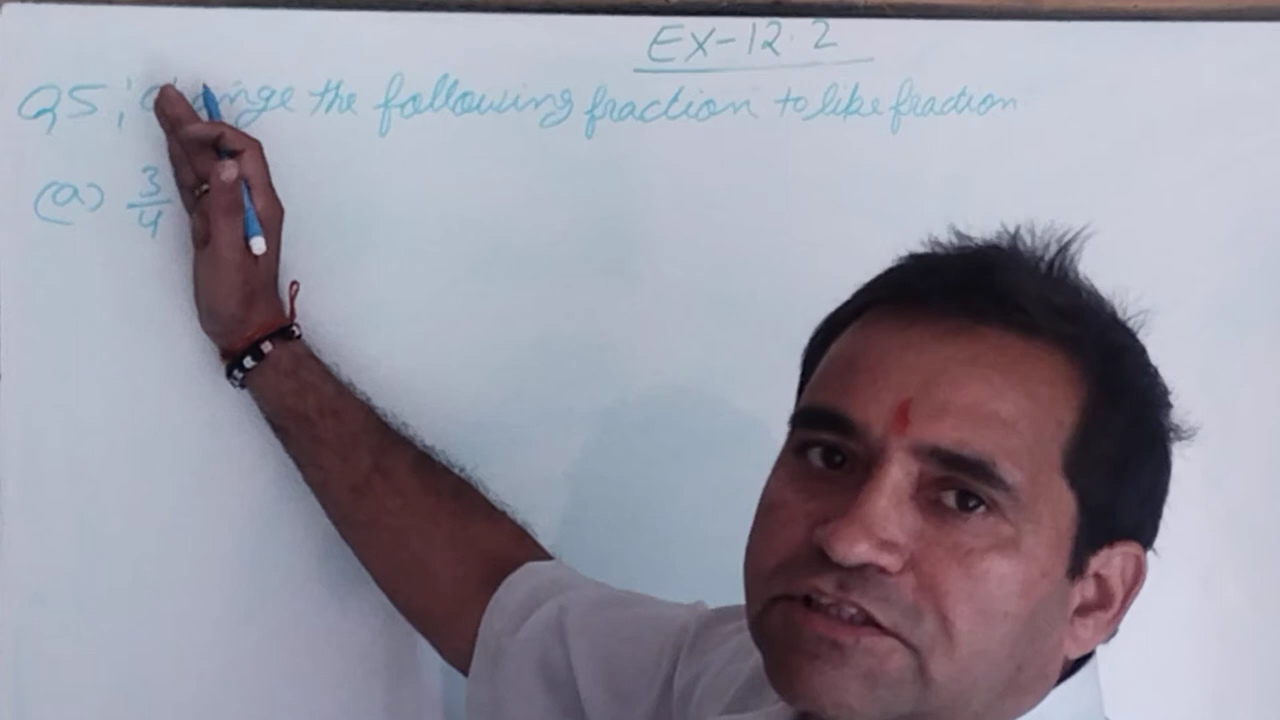 EX-12.2
Q5, Change the following fraction to like fraction
(a) 3/4